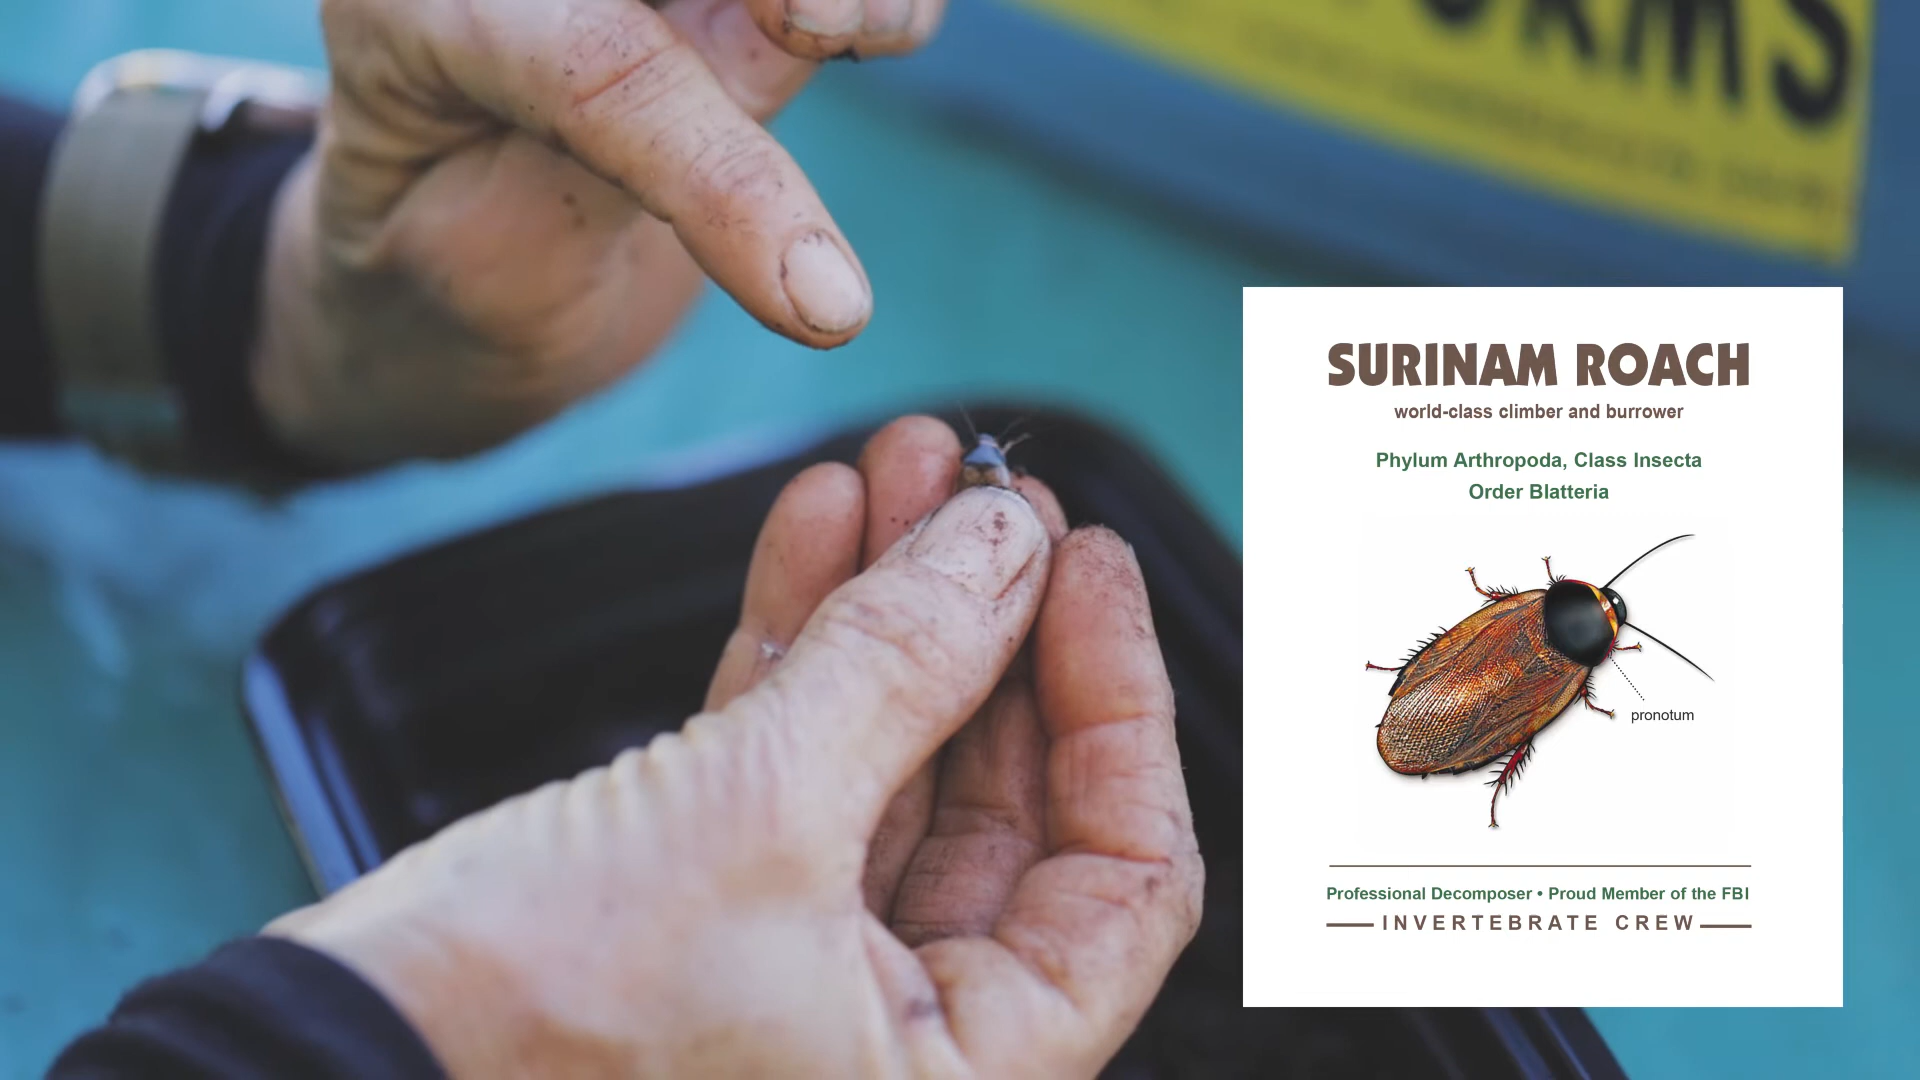 SURINAM ROACH
world-class climber and burrower
Phylum Arthropoda, Class Insecta
Order Blatteria
pronotum
Professional Decomposer • Proud Member of the FBI
INVERTEBRATE CREW